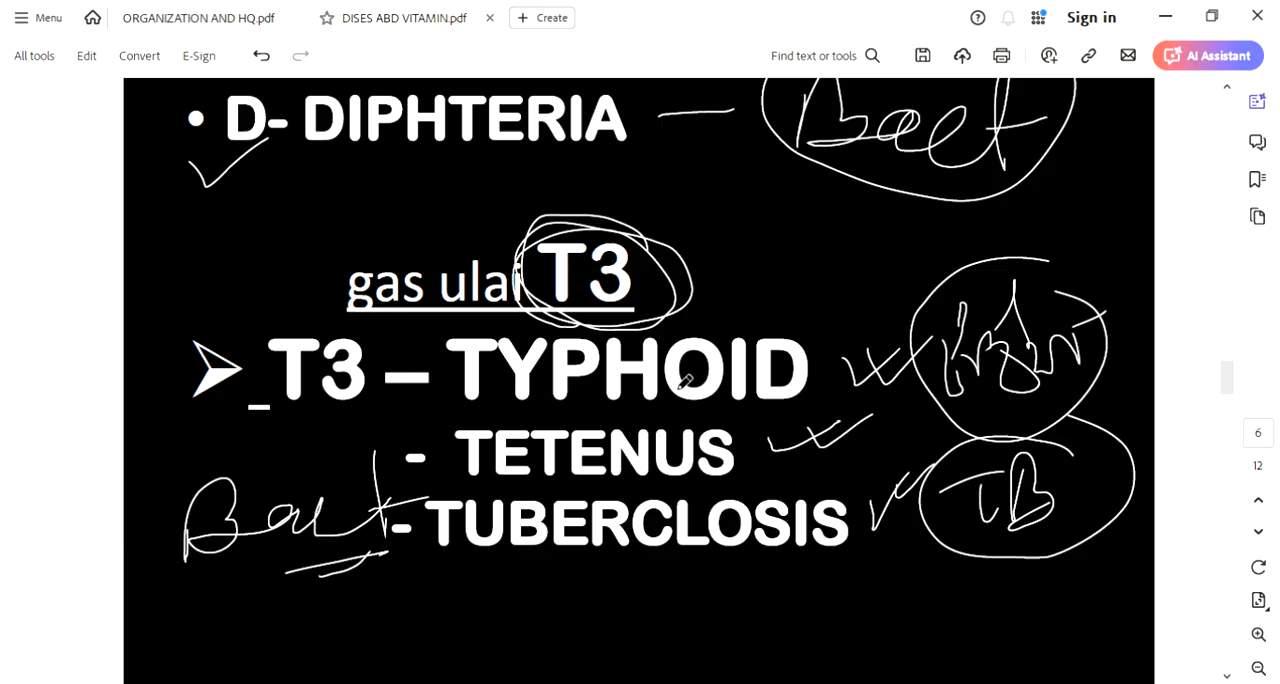 Menu ORGANIZATION AND HQ.pdf DISES ABD VITAMIN.pdf Create Sign in
All tools Edit Convert E-Sign Find text or tools AI Assistant
• D- DIPHTERIA — Bact
gas ulai T3
T3 – TYPHOID
- TETENUS
Bact - TUBERCLOSIS TB
6
12